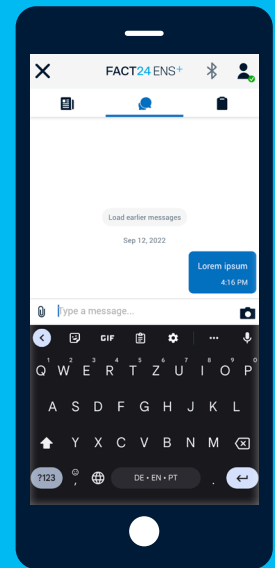 FACT24 ENS+
Load earlier messages
Sep 12, 2022
Lorem ipsum
4:16 PM
Type a message...
GIF
1 2 3 4 5 6 7 8 9 0
Q W E R T Z U I O P
A S D F G H J K L
Y X C V B N M
?123 , DE • EN • PT .